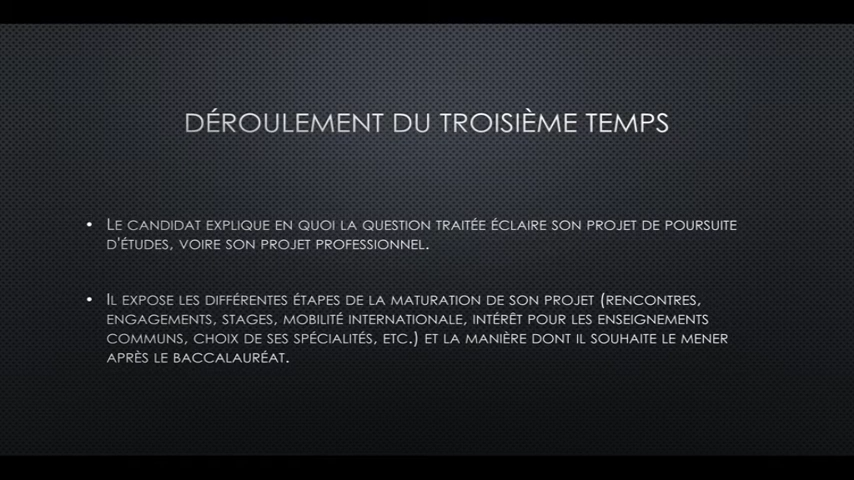 DÉROULEMENT DU TROISIÈME TEMPS
• LE CANDIDAT EXPLIQUE EN QUOI LA QUESTION TRAITÉE ÉCLAIRE SON PROJET DE POURSUITE
D'ÉTUDES, VOIRE SON PROJET PROFESSIONNEL.
• IL EXPOSE LES DIFFÉRENTES ÉTAPES DE LA MATURATION DE SON PROJET (RENCONTRES,
ENGAGEMENTS, STAGES, MOBILITÉ INTERNATIONALE, INTÉRÊT POUR LES ENSEIGNEMENTS
COMMUNS, CHOIX DE SES SPÉCIALITÉS, ETC.) ET LA MANIÈRE DONT IL SOUHAITE LE MENER
APRÈS LE BACCALAURÉAT.